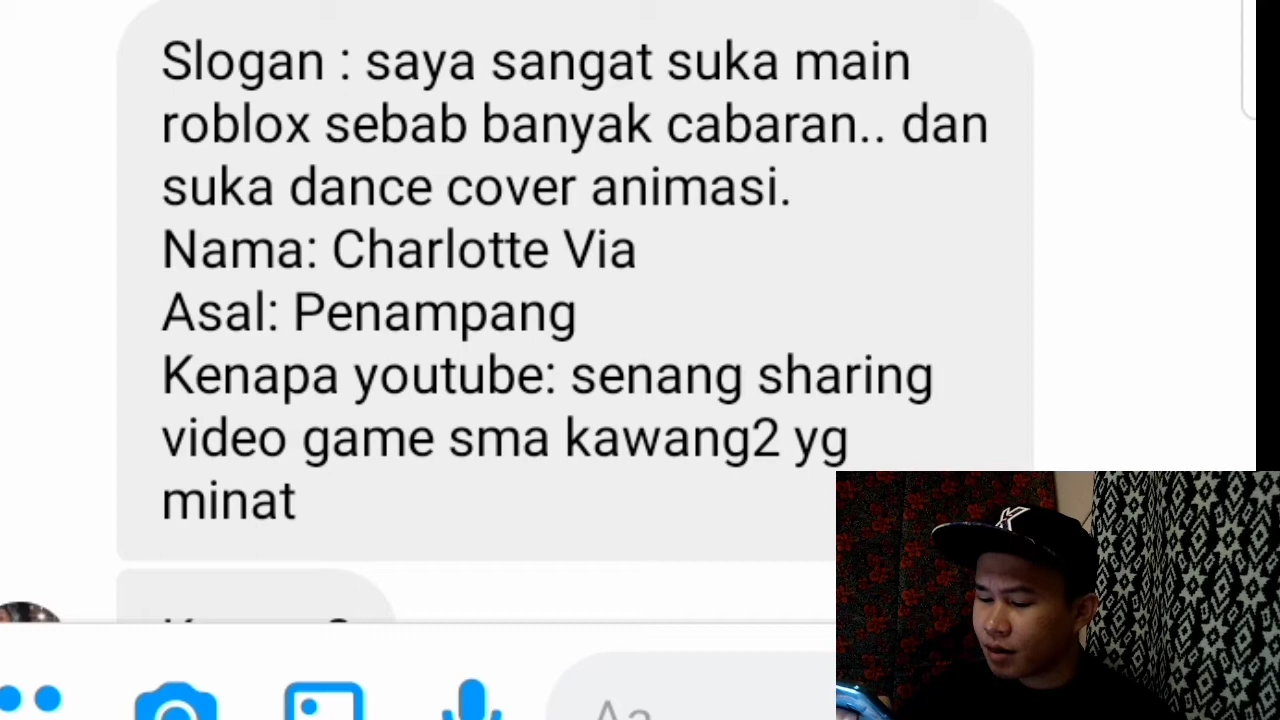 Slogan : saya sangat suka main
roblox sebab banyak cabaran.. dan
suka dance cover animasi.
Nama: Charlotte Via
Asal: Penampang
Kenapa youtube: senang sharing
video game sma kawang2 yg
minat
Aa